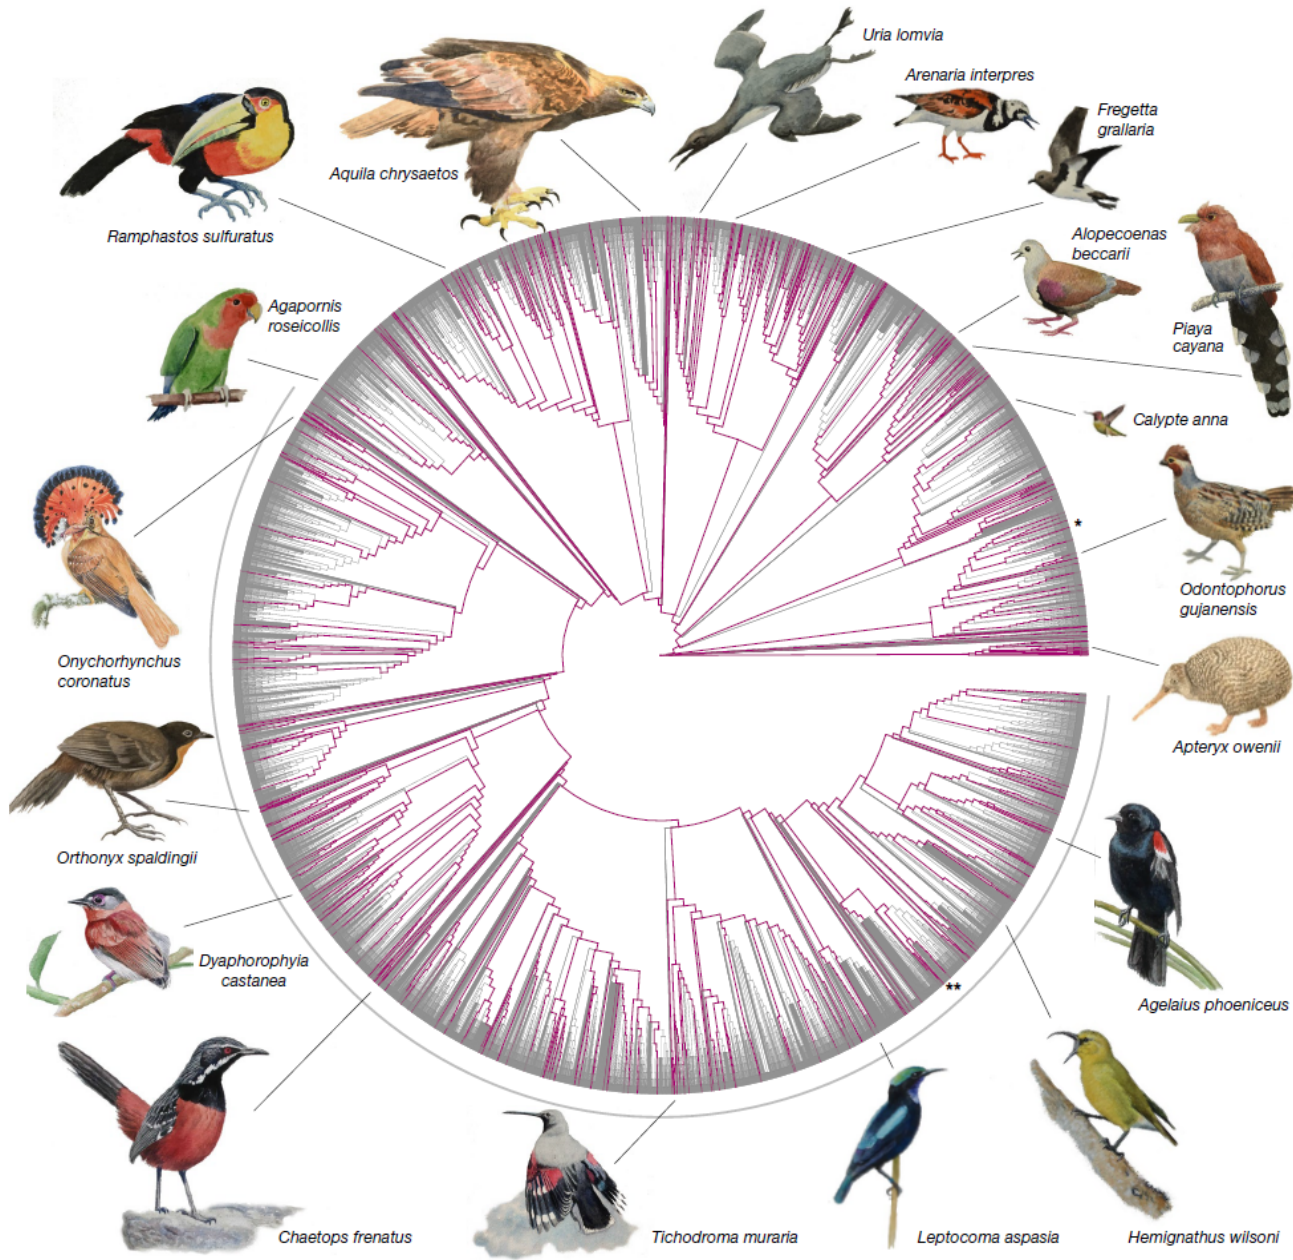 Uria lomvia
Arenaria interpres
Fregetta
grallaria
Aquila chrysaetos
Ramphastos sulfuratus
Alopecoenas
beccarii
Agapornis
roseicollis
Piaya
cayana
Calypte anna
*
Odontophorus
gujanensis
Onychorhynchus
coronatus
Apteryx owenii
Orthonyx spaldingii
Dyaphorophyia
castanea
**
Agelaius phoeniceus
Chaetops frenatus
Tichodroma muraria
Leptocoma aspasia
Hemignathus wilsoni